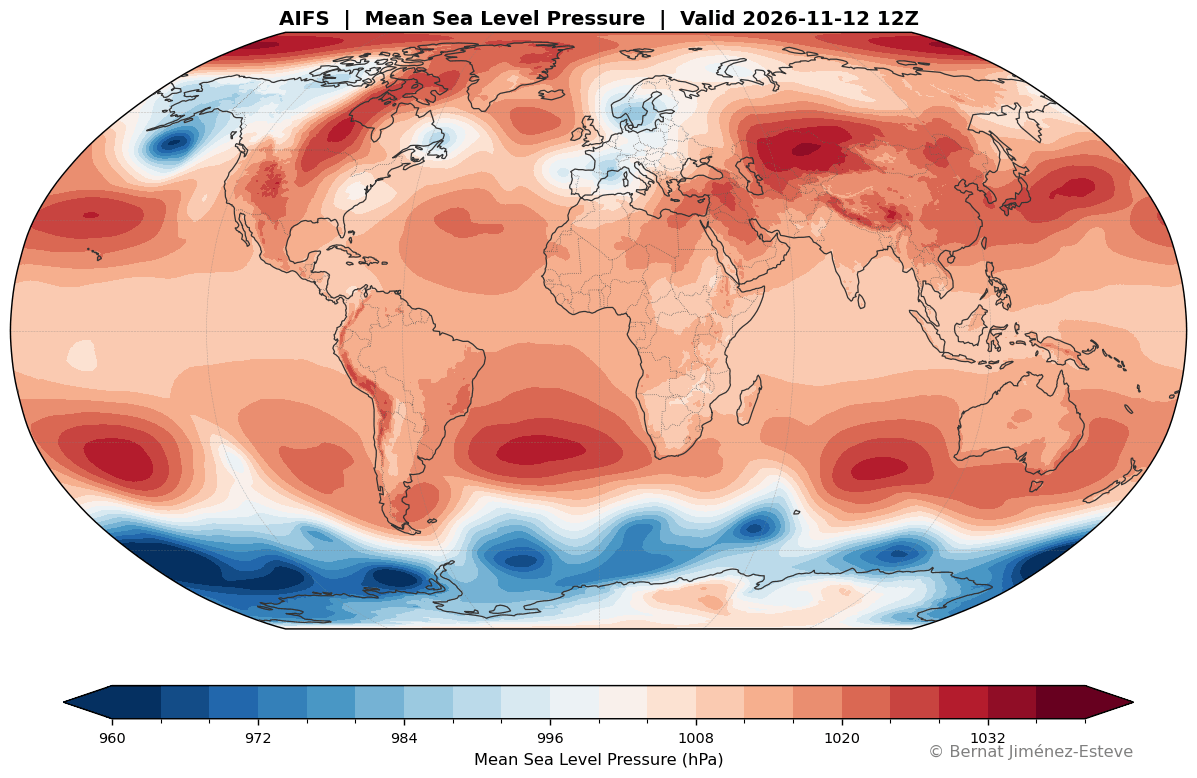 AIFS | Mean Sea Level Pressure | Valid 2026-11-12 12Z
960 972 984 996 1008 1020 1032
Mean Sea Level Pressure (hPa)
© Bernat Jiménez-Esteve